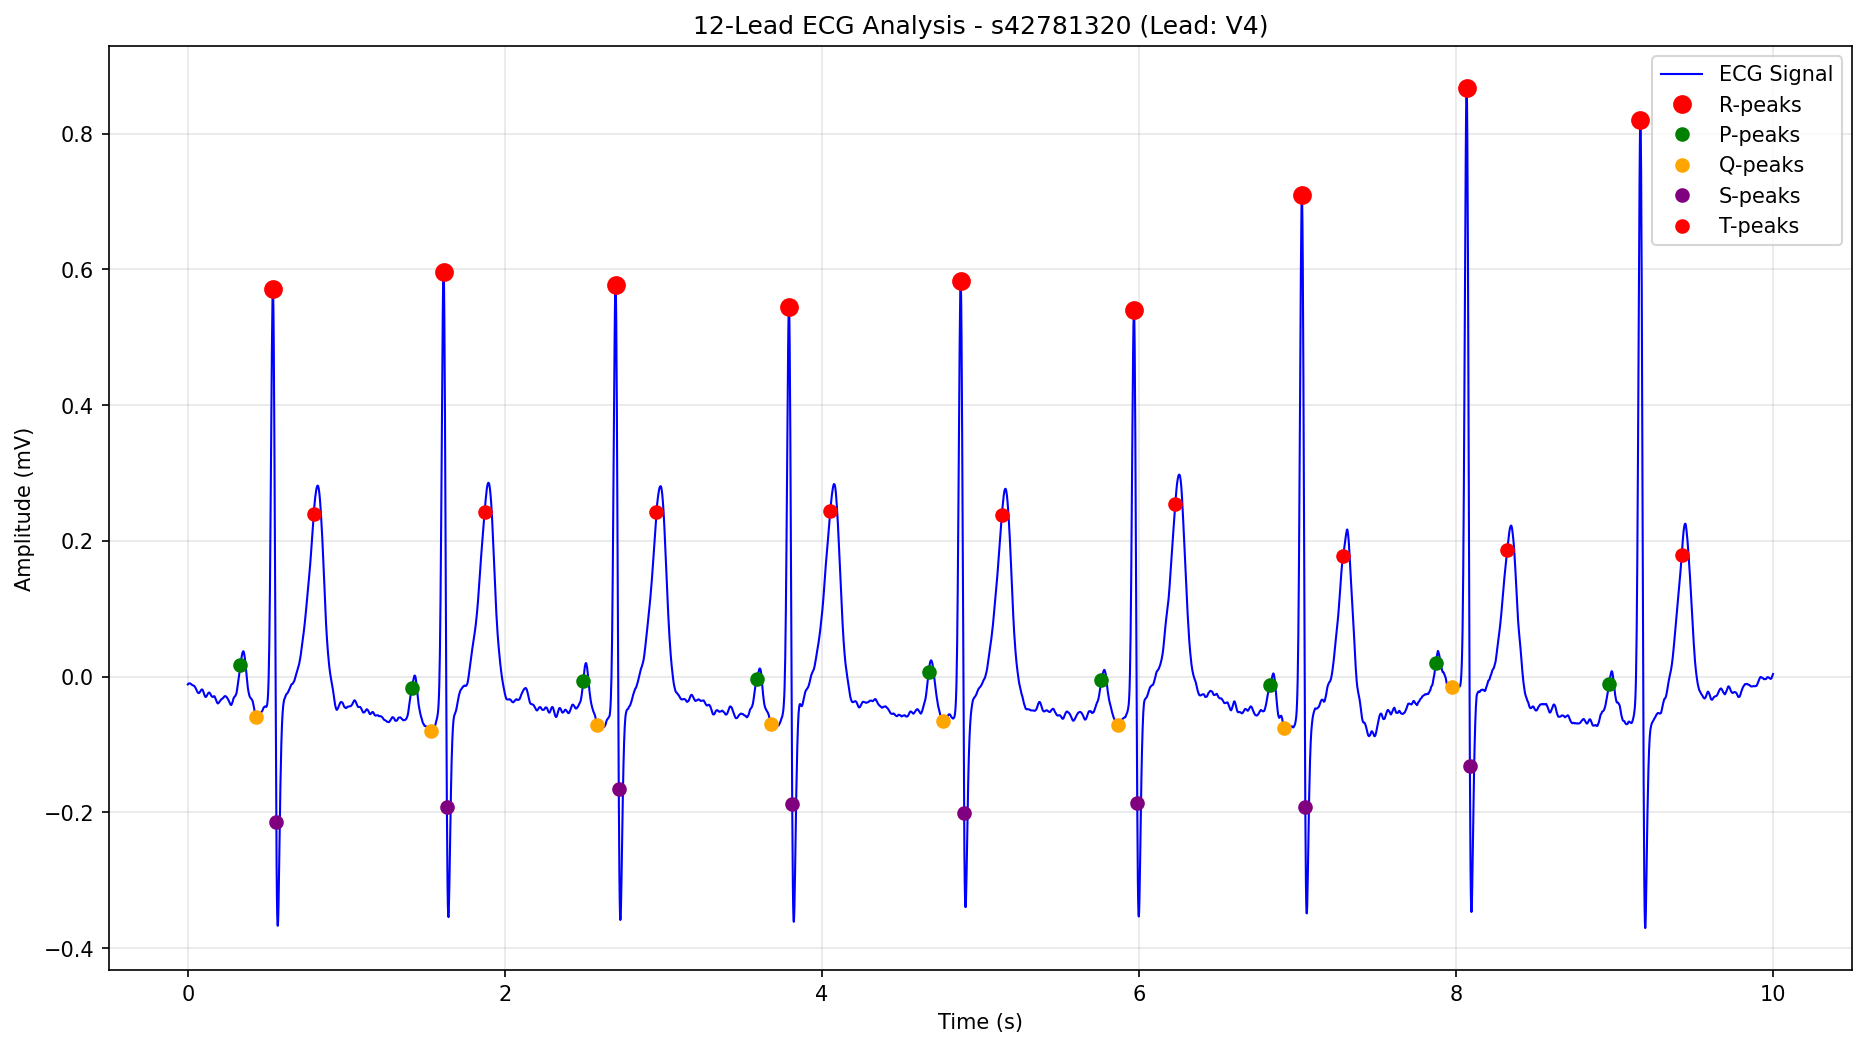 12-Lead ECG Analysis - s42781320 (Lead: V4)
ECG Signal
R-peaks
P-peaks
Q-peaks
S-peaks
T-peaks
Amplitude (mV)
0.8
0.6
0.4
0.2
0.0
−0.2
−0.4
0 2 4 6 8 10
Time (s)